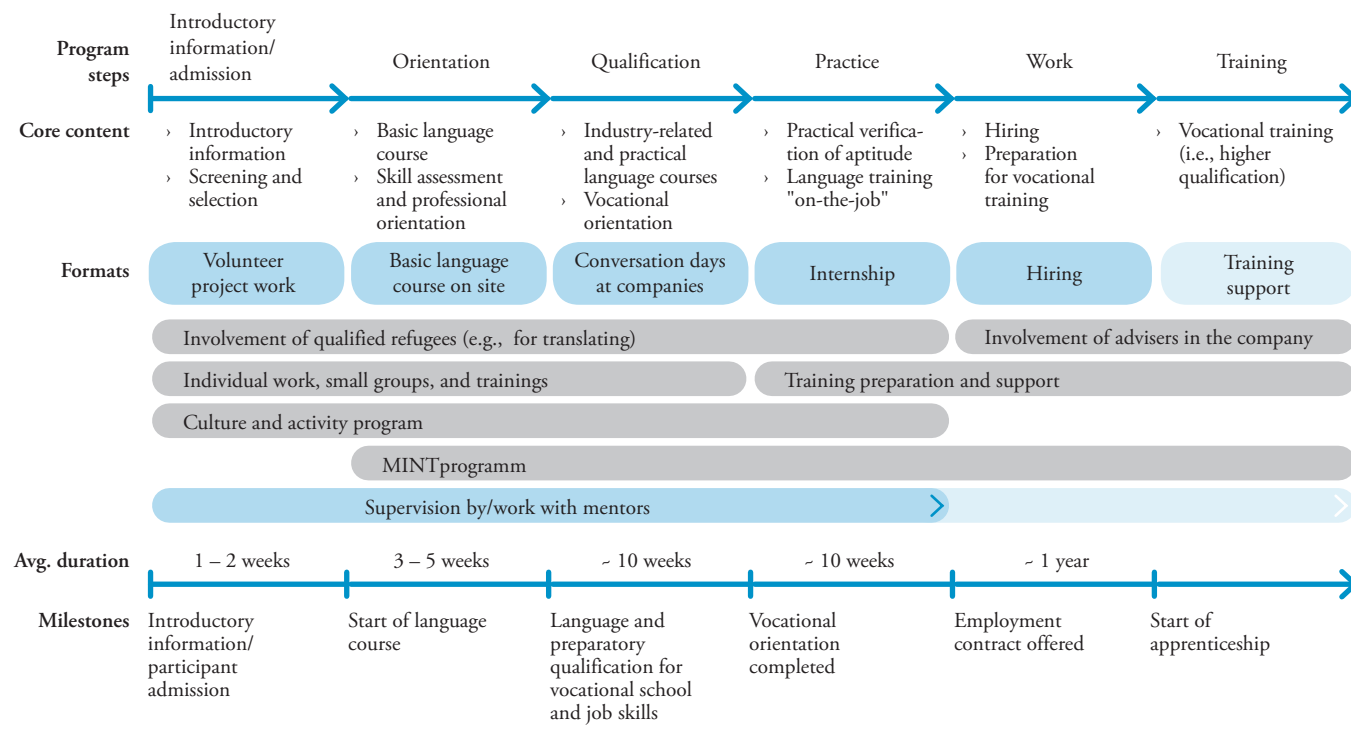 Program
steps
Introductory
information/
admission
Orientation
Qualification
Practice
Work
Training
Core content
› Introductory
information
› Screening and
selection
› Basic language
course
› Skill assessment
and professional
orientation
› Industry-related
and practical
language courses
› Vocational
orientation
› Practical verifica-
tion of aptitude
› Language training
"on-the-job"
› Hiring
› Preparation
for vocational
training
› Vocational training
(i.e., higher
qualification)
Formats
Volunteer
project work
Basic language
course on site
Conversation days
at companies
Internship
Hiring
Training
support
Involvement of qualified refugees (e.g., for translating)
Involvement of advisers in the company
Individual work, small groups, and trainings
Training preparation and support
Culture and activity program
MINTprogramm
Supervision by/work with mentors
Avg. duration
1 – 2 weeks
3 – 5 weeks
~ 10 weeks
~ 10 weeks
~ 1 year
Milestones
Introductory
information/
participant
admission
Start of language
course
Language and
preparatory
qualification for
vocational school
and job skills
Vocational
orientation
completed
Employment
contract offered
Start of
apprenticeship